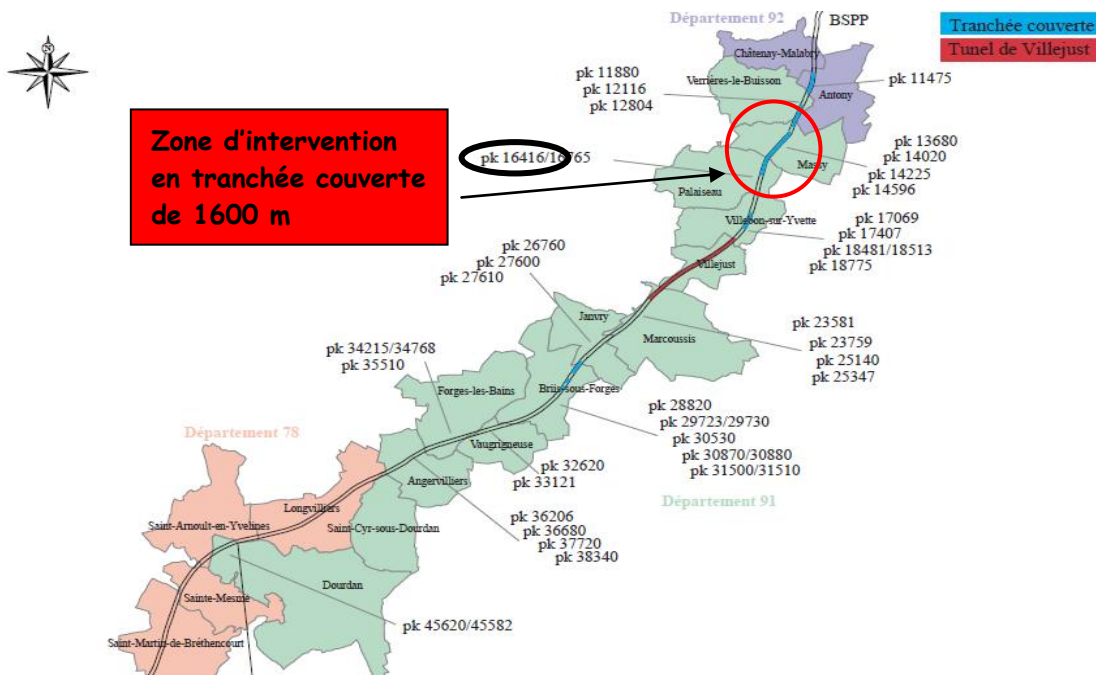 Département 92
BSPP
Tranchée couverte
Tunel de Villejust
N
Châtenay-Malabry
Verrières-le-Buisson
Antony
pk 11880
pk 12116
pk 12804
pk 11475
Zone d'intervention
en tranchée couverte
de 1600 m
pk 16416/16765
Massy
pk 13680
pk 14020
pk 14225
pk 14596
Palaiseau
Villebon-sur-Yvette
pk 17069
pk 17407
pk 18481/18513
pk 18775
Villejust
pk 26760
pk 27600
pk 27610
Janvry
Marcoussis
pk 23581
pk 23759
pk 25140
pk 25347
pk 34215/34768
pk 35510
Forges-les-Bains
Briis-sous-Forges
pk 28820
pk 29723/29730
pk 30530
pk 30870/30880
pk 31500/31510
Département 78
Vaugrigneuse
pk 32620
pk 33121
Angervilliers
Département 91
Longvilliers
Saint-Arnoult-en-Yvelines
Saint-Cyr-sous-Dourdan
pk 36206
pk 36680
pk 37720
pk 38340
Dourdan
Sainte-Mesme
pk 45620/45582
Saint-Martin-de-Bréthencourt